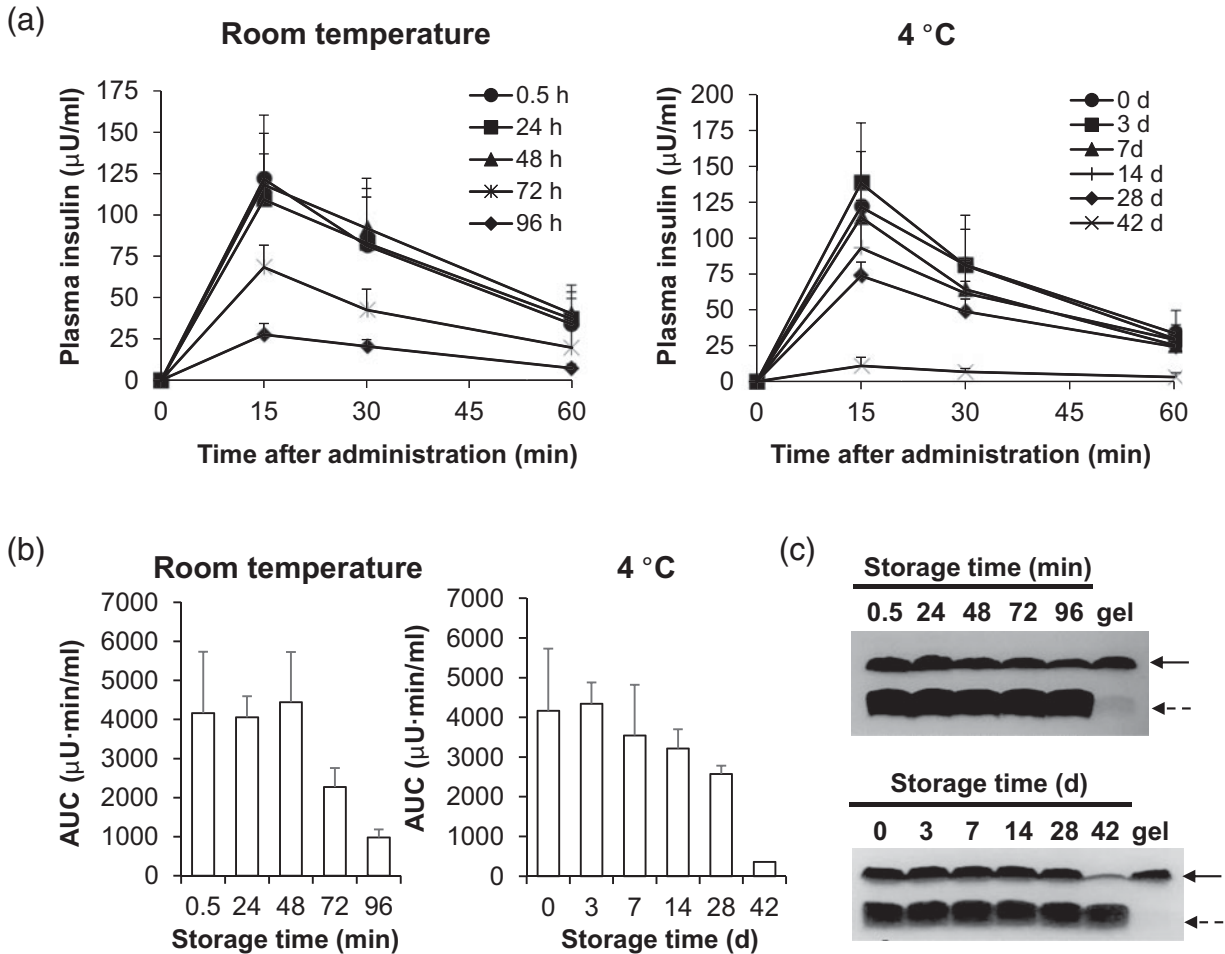 (a)
Room temperature
Plasma insulin (μU/ml)
175
150
125
100
75
50
25
0
0 15 30 45 60
Time after administration (min)
0.5 h
24 h
48 h
72 h
96 h
4 °C
Plasma insulin (μU/ml)
200
175
150
125
100
75
50
25
0
0 15 30 45 60
Time after administration (min)
0 d
3 d
7d
14 d
28 d
42 d
(b)
Room temperature
AUC (μU·min/ml)
7000
6000
5000
4000
3000
2000
1000
0
0.5 24 48 72 96
Storage time (min)
4 °C
AUC (μU·min/ml)
7000
6000
5000
4000
3000
2000
1000
0
0 3 7 14 28 42
Storage time (d)
(c)
Storage time (min)
0.5 24 48 72 96 gel
Storage time (d)
0 3 7 14 28 42 gel